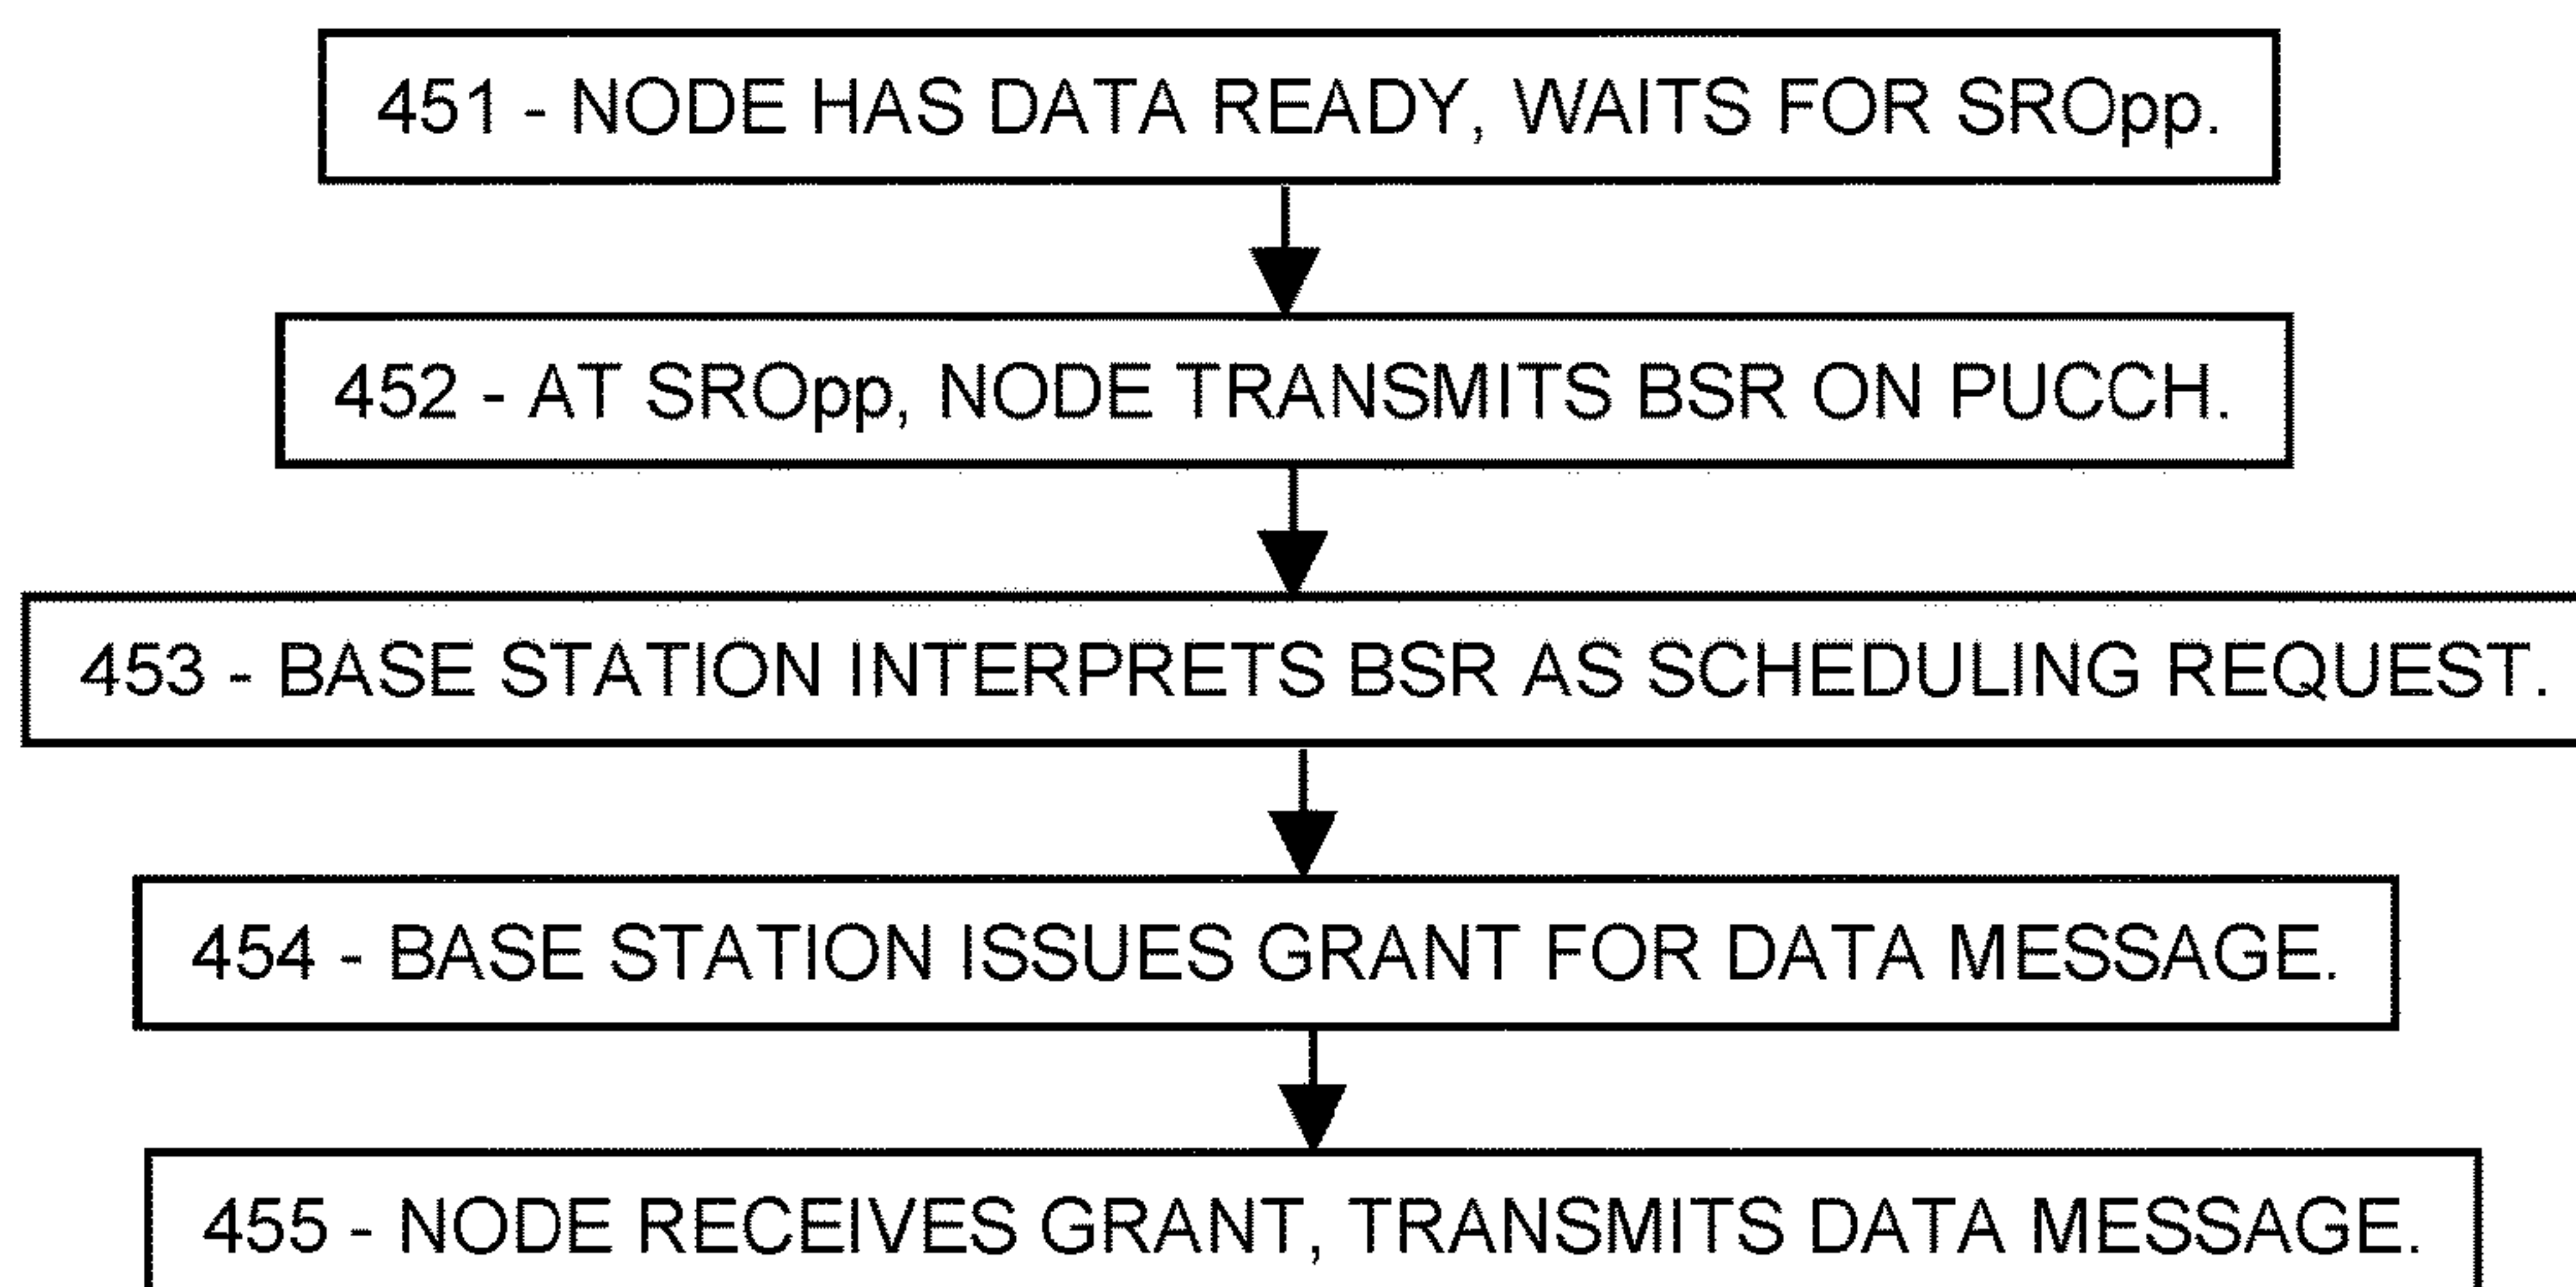 451 - NODE HAS DATA READY, WAITS FOR SROpp.
452 - AT SROpp, NODE TRANSMITS BSR ON PUCCH.
453 - BASE STATION INTERPRETS BSR AS SCHEDULING REQUEST.
454 - BASE STATION ISSUES GRANT FOR DATA MESSAGE.
455 - NODE RECEIVES GRANT, TRANSMITS DATA MESSAGE.